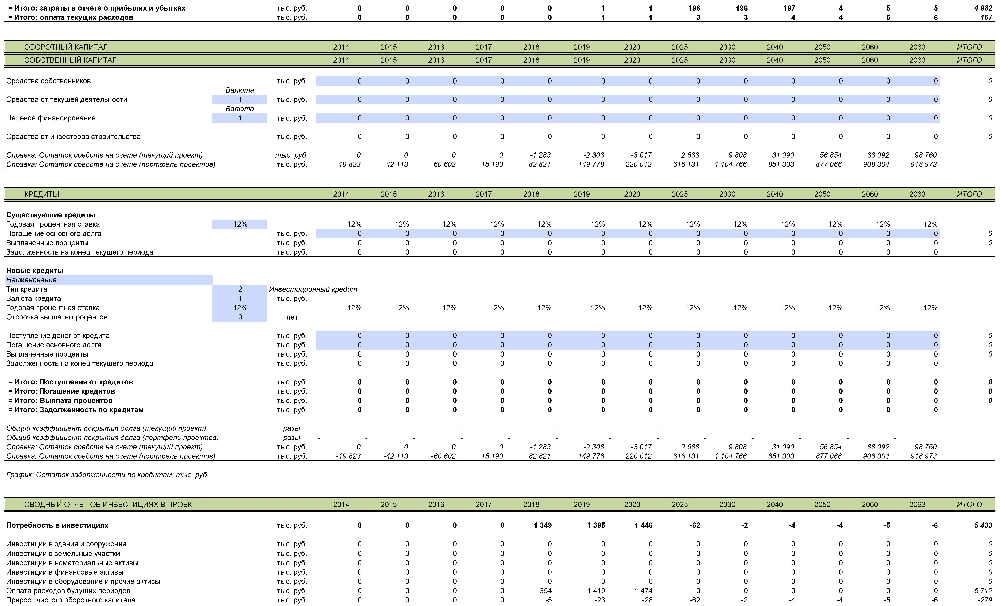 = Итого: затраты в отчете о прибылях и убытках тыс. руб. 0 0 0 0 0 1 1 196 196 197 4 5 5 4 982
= Итого: оплата текущих расходов тыс. руб. 0 0 0 0 0 1 1 3 3 4 4 5 6 167
ОБОРОТНЫЙ КАПИТАЛ 2014 2015 2016 2017 2018 2019 2020 2025 2030 2040 2050 2060 2063 ИТОГО
СОБСТВЕННЫЙ КАПИТАЛ 2014 2015 2016 2017 2018 2019 2020 2025 2030 2040 2050 2060 2063 ИТОГО
Средства собственников тыс. руб. 0 0 0 0 0 0 0 0 0 0 0 0 0 0
Валюта
Средства от текущей деятельности 1 тыс. руб. 0 0 0 0 0 0 0 0 0 0 0 0 0 0
Валюта
Целевое финансирование 1 тыс. руб. 0 0 0 0 0 0 0 0 0 0 0 0 0 0
Средства от инвесторов строительства тыс. руб. 0 0 0 0 0 0 0 0 0 0 0 0 0 0
Справка: Остаток средств на счете (текущий проект) тыс. руб. 0 0 0 0 -1 283 -2 308 -3 017 2 688 9 808 31 090 56 854 88 092 98 760
Справка: Остаток средств на счете (портфель проектов) тыс. руб. -19 823 -42 113 -60 602 15 190 82 821 149 778 220 012 616 131 1 104 766 851 303 877 066 908 304 918 973
КРЕДИТЫ 2014 2015 2016 2017 2018 2019 2020 2025 2030 2040 2050 2060 2063 ИТОГО
Существующие кредиты
Годовая процентная ставка 12% 12% 12% 12% 12% 12% 12% 12% 12% 12% 12% 12% 12% 12%
Погашение основного долга тыс. руб. 0 0 0 0 0 0 0 0 0 0 0 0 0 0
Выплаченные проценты тыс. руб. 0 0 0 0 0 0 0 0 0 0 0 0 0 0
Задолженность на конец текущего периода тыс. руб. 0 0 0 0 0 0 0 0 0 0 0 0 0
Новые кредиты
Наименование
Тип кредита 2 Инвестиционный кредит
Валюта кредита 1 тыс. руб.
Годовая процентная ставка 12% 12% 12% 12% 12% 12% 12% 12% 12% 12% 12% 12% 12% 12%
Отсрочка выплаты процентов 0 лет
Поступление денег от кредита тыс. руб. 0 0 0 0 0 0 0 0 0 0 0 0 0 0
Погашение основного долга тыс. руб. 0 0 0 0 0 0 0 0 0 0 0 0 0 0
Выплаченные проценты тыс. руб. 0 0 0 0 0 0 0 0 0 0 0 0 0 0
Задолженность на конец текущего периода тыс. руб. 0 0 0 0 0 0 0 0 0 0 0 0 0
= Итого: Поступления от кредитов тыс. руб. 0 0 0 0 0 0 0 0 0 0 0 0 0 0
= Итого: Погашение кредитов тыс. руб. 0 0 0 0 0 0 0 0 0 0 0 0 0 0
= Итого: Выплата процентов тыс. руб. 0 0 0 0 0 0 0 0 0 0 0 0 0 0
= Итого: Задолженность по кредитам тыс. руб. 0 0 0 0 0 0 0 0 0 0 0 0 0
Общий коэффициент покрытия долга (текущий проект) разы - - - - - - - - - - - - -
Общий коэффициент покрытия долга (портфель проектов) разы - - - - - - - - - - - - -
Справка: Остаток средств на счете (текущий проект) тыс. руб. 0 0 0 0 -1 283 -2 308 -3 017 2 688 9 808 31 090 56 854 88 092 98 760
Справка: Остаток средств на счете (портфель проектов) тыс. руб. -19 823 -42 113 -60 602 15 190 82 821 149 778 220 012 616 131 1 104 766 851 303 877 066 908 304 918 973
График: Остаток задолженности по кредитам, тыс. руб.
СВОДНЫЙ ОТЧЕТ ОБ ИНВЕСТИЦИЯХ В ПРОЕКТ 2014 2015 2016 2017 2018 2019 2020 2025 2030 2040 2050 2060 2063 ИТОГО
Потребность в инвестициях тыс. руб. 0 0 0 0 1 349 1 395 1 446 -62 -2 -4 -4 -5 -6 5 433
Инвестиции в здания и сооружения тыс. руб. 0 0 0 0 0 0 0 0 0 0 0 0 0 0
Инвестиции в земельные участки тыс. руб. 0 0 0 0 0 0 0 0 0 0 0 0 0 0
Инвестиции в нематериальные активы тыс. руб. 0 0 0 0 0 0 0 0 0 0 0 0 0 0
Инвестиции в финансовые активы тыс. руб. 0 0 0 0 0 0 0 0 0 0 0 0 0 0
Инвестиции в оборудование и прочие активы тыс. руб. 0 0 0 0 0 0 0 0 0 0 0 0 0 0
Оплата расходов будущих периодов тыс. руб. 0 0 0 0 1 354 1 419 1 474 0 0 0 0 0 0 5 712
Прирост чистого оборотного капитала тыс. руб. 0 0 0 0 -5 -23 -28 -62 -2 -4 -4 -5 -6 -279